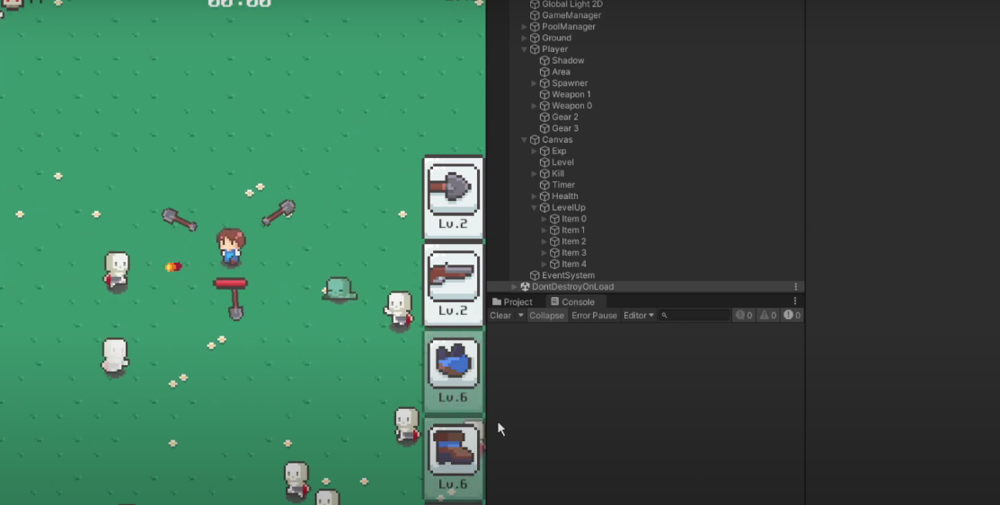 00:00
Lv.2
Lv.2
Lv.6
Lv.6
Global Light 2D
GameManager
PoolManager
Ground
Player
Shadow
Area
Spawner
Weapon 1
Weapon 0
Gear 2
Gear 3
Canvas
Exp
Level
Kill
Timer
Health
LevelUp
Item 0
Item 1
Item 2
Item 3
Item 4
EventSystem
DontDestroyOnLoad
Project Console
Clear Collapse Error Pause Editor 0 0 0